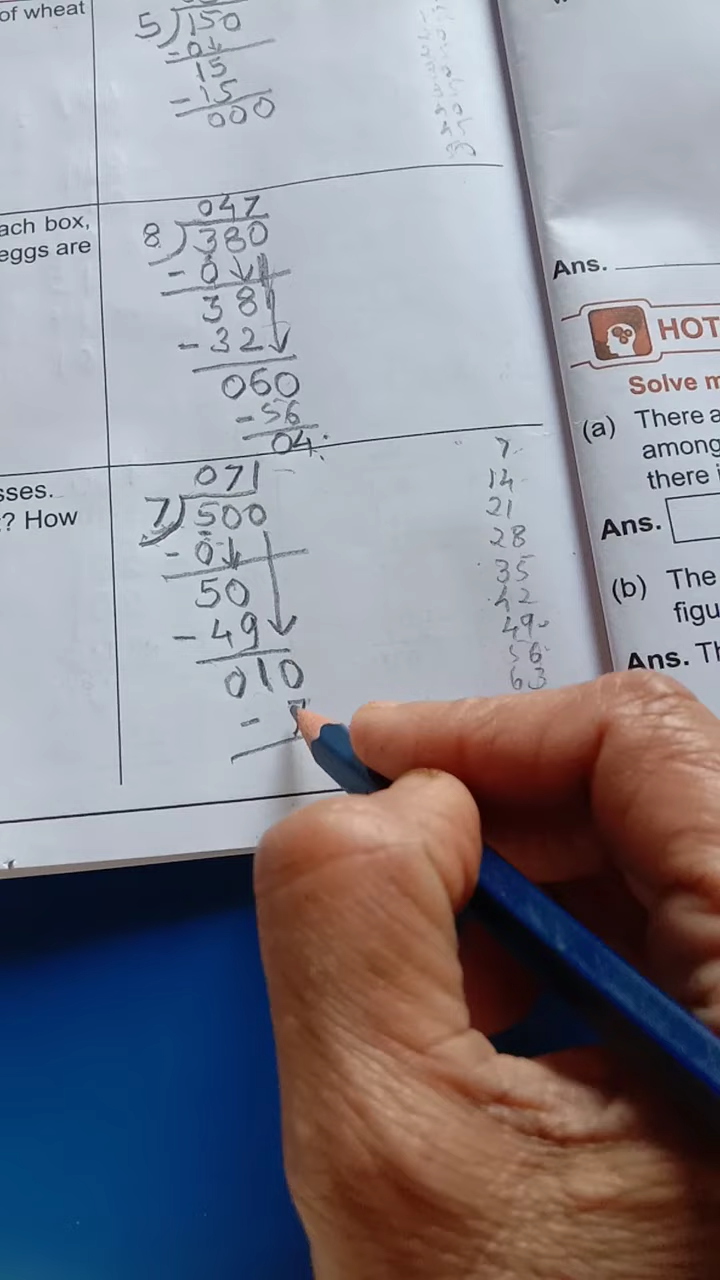 of wheat
5)150
- 0↓
15
- 15
000
ach box,
eggs are
047
8)380
- 0↓
38
- 32↓
060
- 56
04
sses.
? How
071
7)500
- 0↓
50
- 49↓
010
- 7
7
14
21
28
35
42
49
56
63
Ans.
HOT
Solve m
(a) There a
among
there i
Ans.
(b) The
figu
Ans. Th